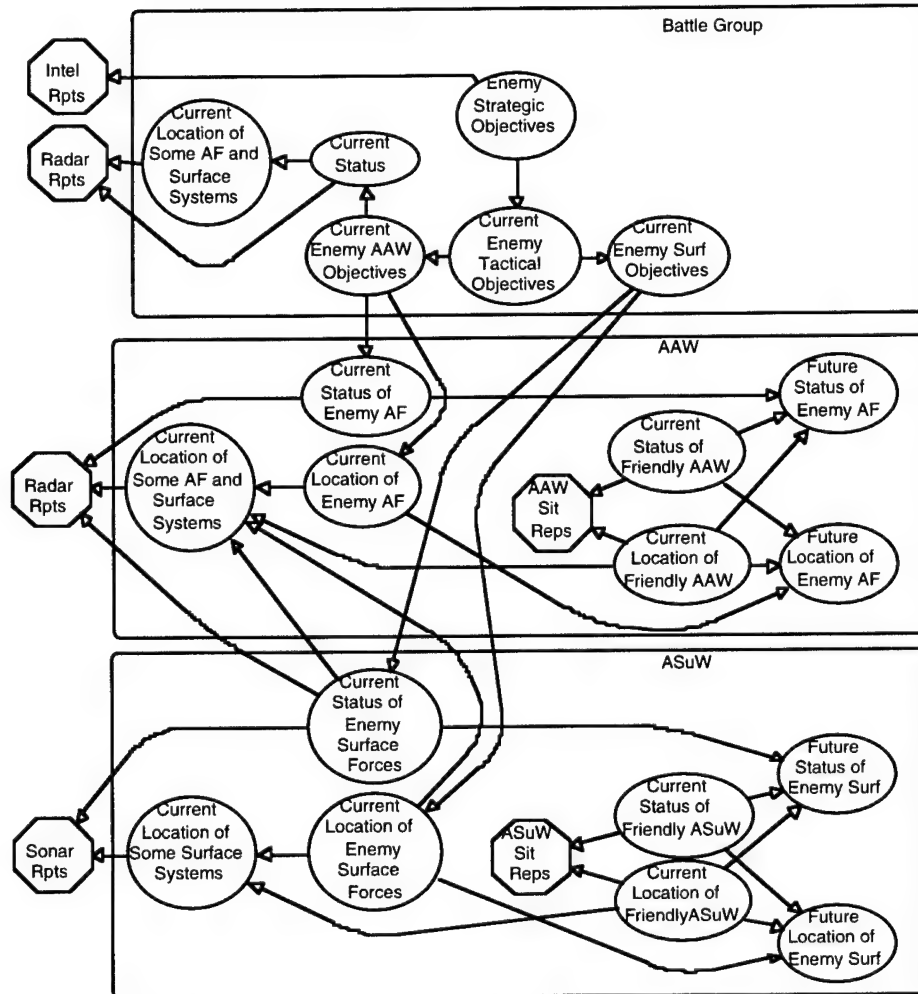 Battle Group
Intel
Rpts
Enemy
Strategic
Objectives
Current
Location of
Some AF and
Surface
Systems
Current
Status
Radar
Rpts
Current
Enemy AAW
Objectives
Current
Enemy
Tactical
Objectives
Current
Enemy Surf
Objectives
AAW
Current
Status of
Enemy AF
Future
Status of
Enemy AF
Current
Location of
Some AF and
Surface
Systems
Current
Location of
Enemy AF
Current
Status of
Friendly AAW
Radar
Rpts
AAW
Sit
Reps
Current
Location of
Friendly AAW
Future
Location of
Enemy AF
ASuW
Current
Status of
Enemy
Surface
Forces
Future
Status of
Enemy Surf
Current
Location of
Some Surface
Systems
Current
Location of
Enemy
Surface
Forces
Current
Status of
Friendly ASuW
Sonar
Rpts
ASuW
Sit
Reps
Current
Location of
FriendlyASuW
Future
Location of
Enemy Surf